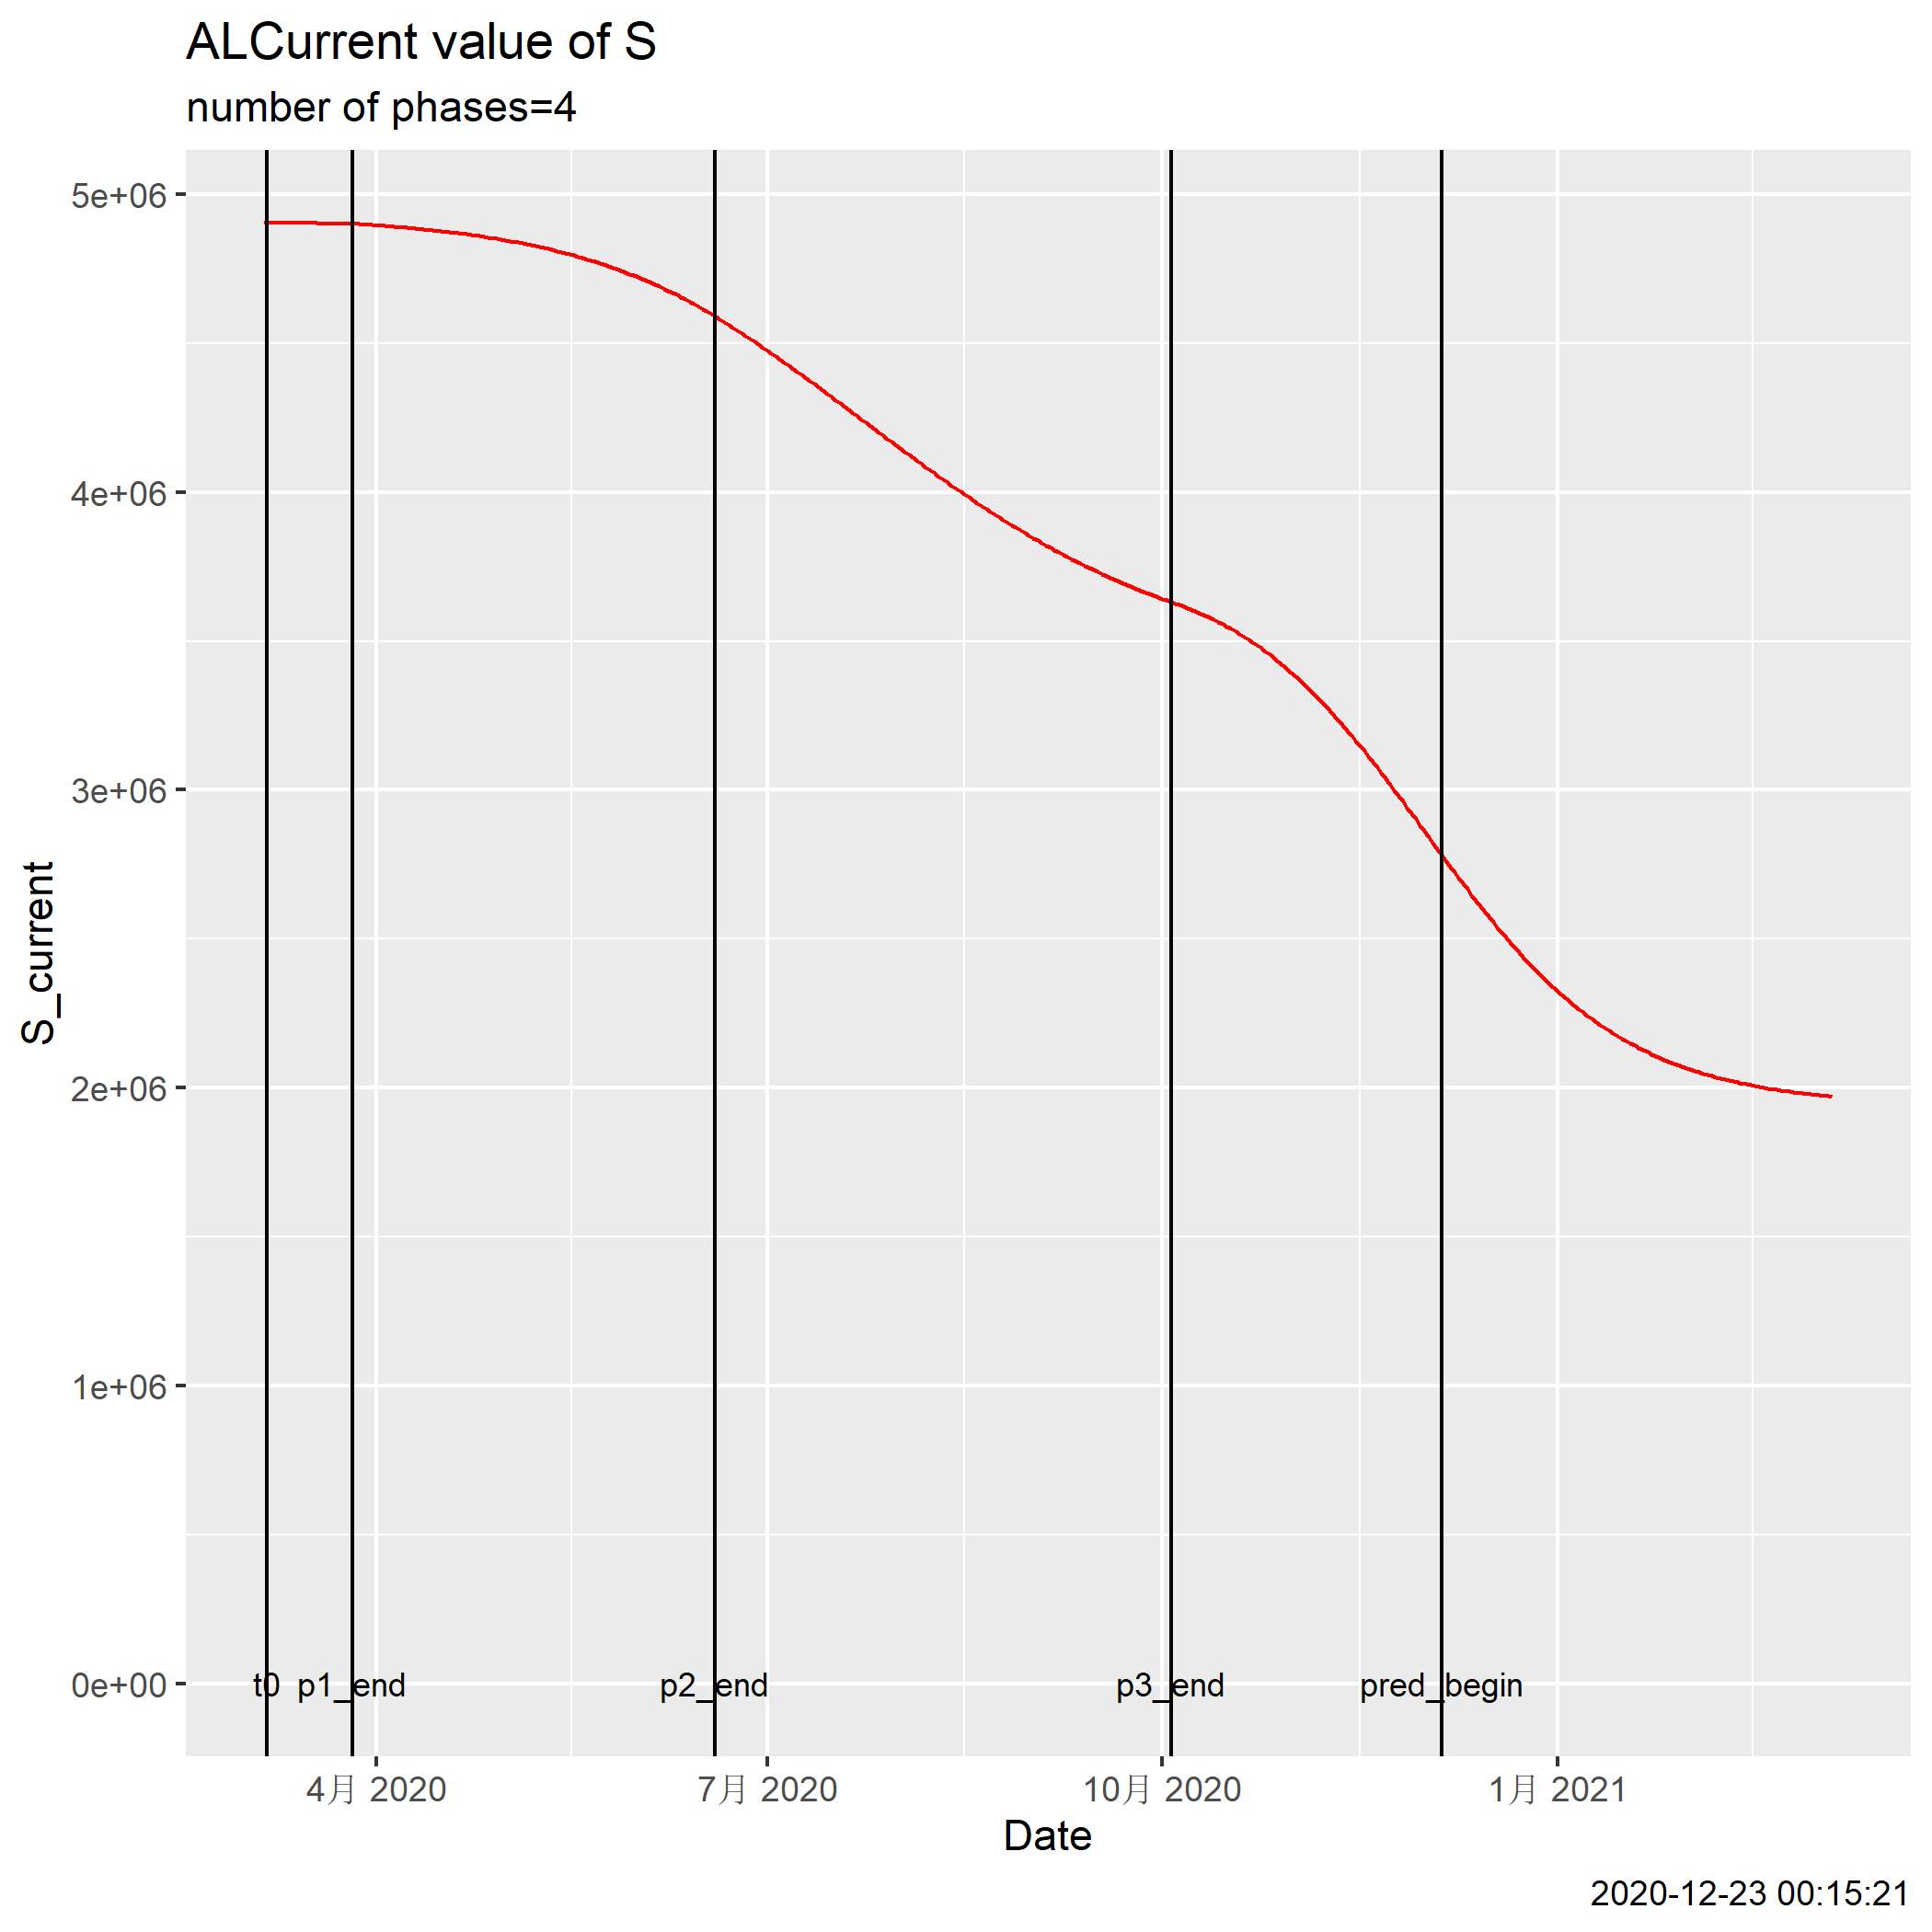 ALCurrent value of S
number of phases=4
5e+06
4e+06
3e+06
2e+06
1e+06
0e+00
S_current
t0 p1_end p2_end p3_end pred_begin
4月 2020 7月 2020 10月 2020 1月 2021
Date
2020-12-23 00:15:21